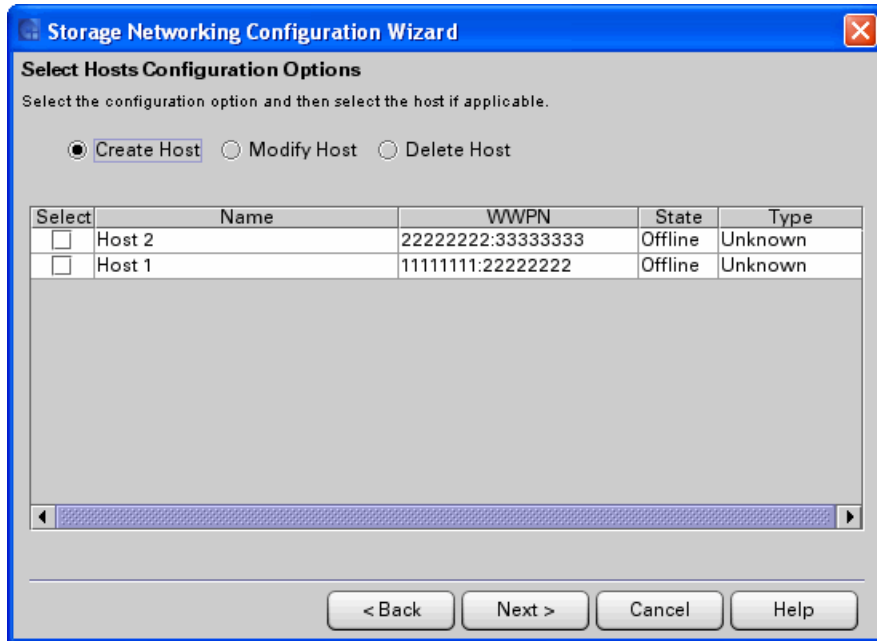 Storage Networking Configuration Wizard
Select Hosts Configuration Options
Select the configuration option and then select the host if applicable.
Create Host Modify Host Delete Host
Select Name WWPN State Type
Host 2 22222222:33333333 Offline Unknown
Host 1 11111111:22222222 Offline Unknown
< Back Next > Cancel Help